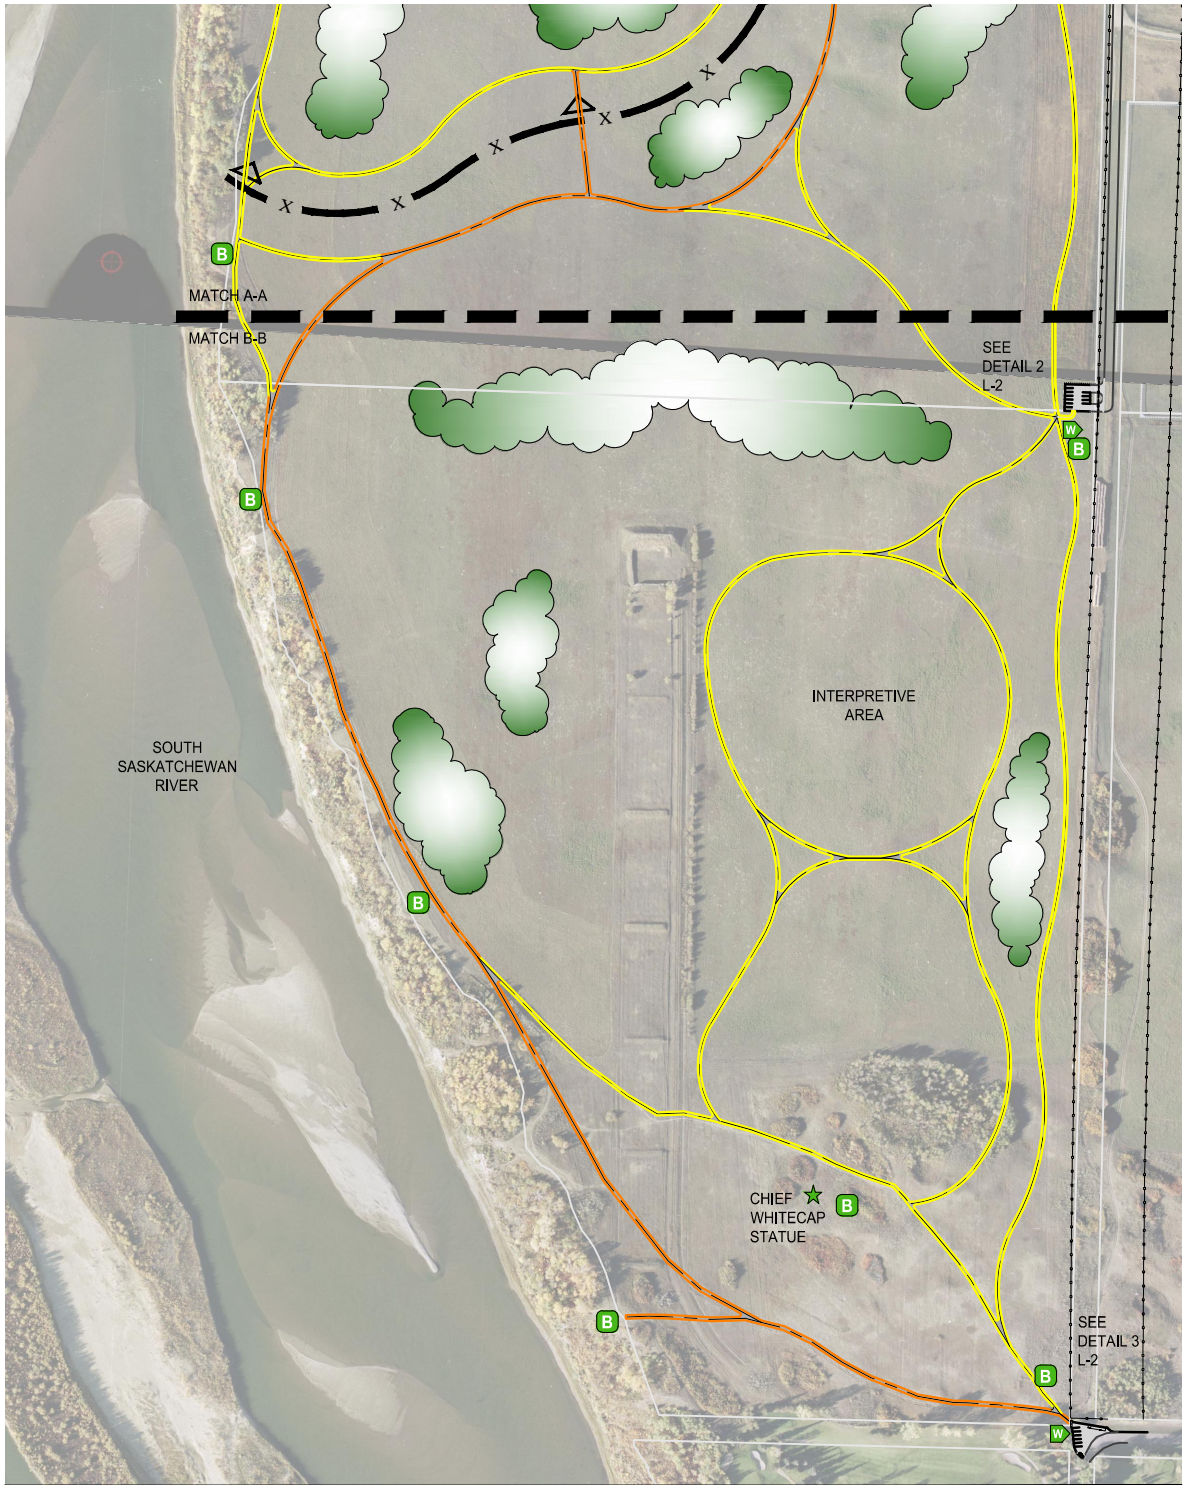 X
X
X
X
X
B
MATCH A-A
MATCH B-B
SEE
DETAIL 2
L-2
W
B
B
INTERPRETIVE
AREA
SOUTH
SASKATCHEWAN
RIVER
B
CHIEF
WHITECAP
STATUE
B
B
SEE
DETAIL 3
L-2
B
W